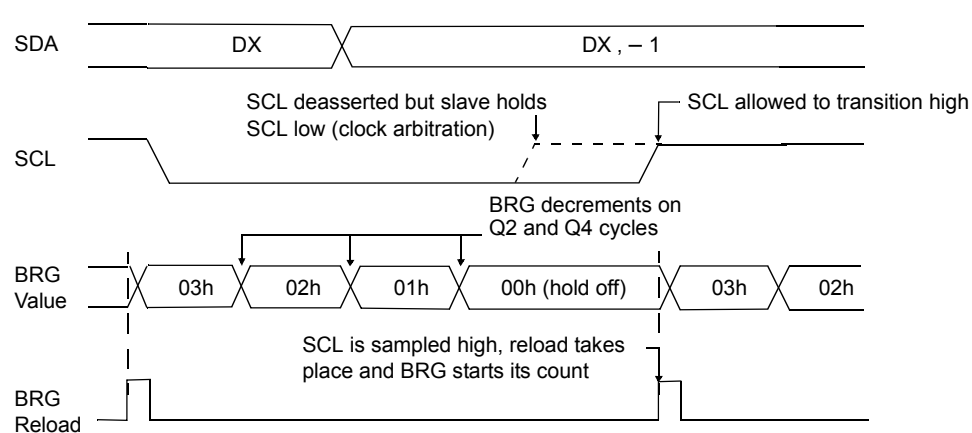 SDA
DX
DX , – 1
SCL deasserted but slave holds
SCL low (clock arbitration)
SCL allowed to transition high
SCL
BRG decrements on
Q2 and Q4 cycles
BRG
Value
03h
02h
01h
00h (hold off)
03h
02h
SCL is sampled high, reload takes
place and BRG starts its count
BRG
Reload